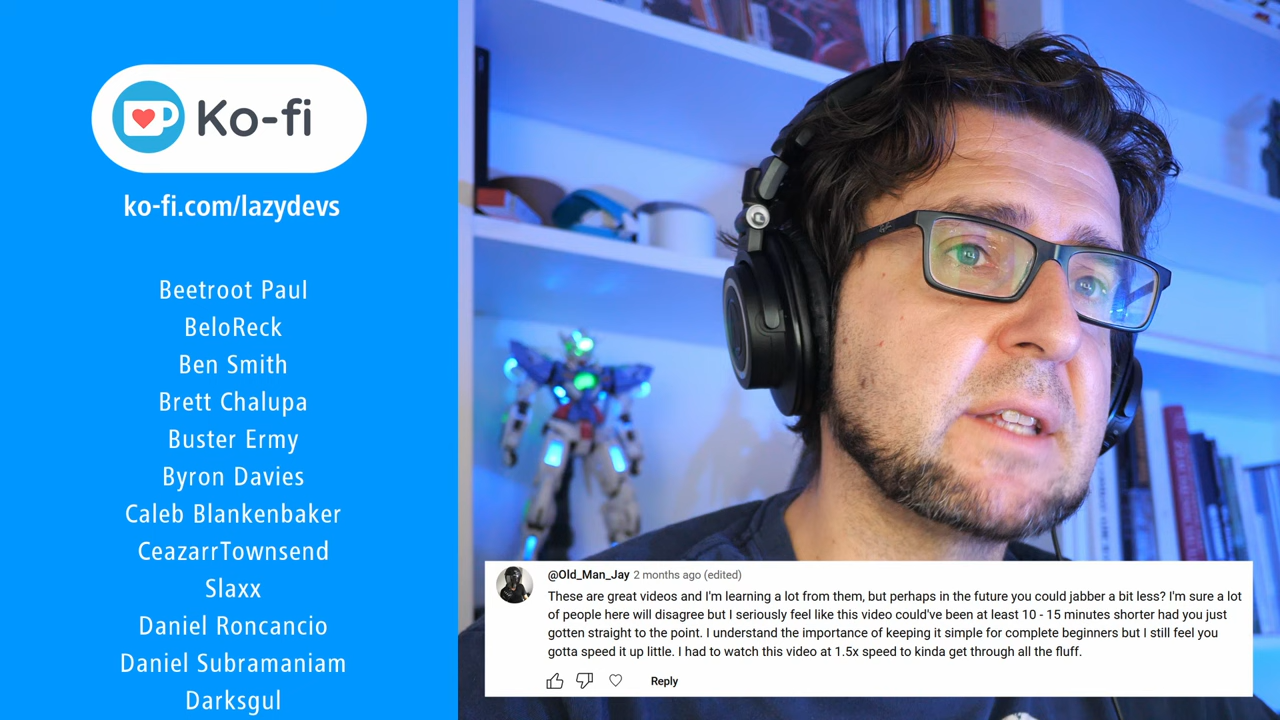 Ko-fi
ko-fi.com/lazydevs
Beetroot Paul
BeloReck
Ben Smith
Brett Chalupa
Buster Ermy
Byron Davies
Caleb Blankenbaker
CeazarrTownsend
Slaxx
Daniel Roncancio
Daniel Subramaniam
Darksgul
@Old_Man_Jay 2 months ago (edited)
These are great videos and I'm learning a lot from them, but perhaps in the future you could jabber a bit less? I'm sure a lot
of people here will disagree but I seriously feel like this video could've been at least 10 - 15 minutes shorter had you just
gotten straight to the point. I understand the importance of keeping it simple for complete beginners but I still feel you
gotta speed it up little. I had to watch this video at 1.5x speed to kinda get through all the fluff.
Reply